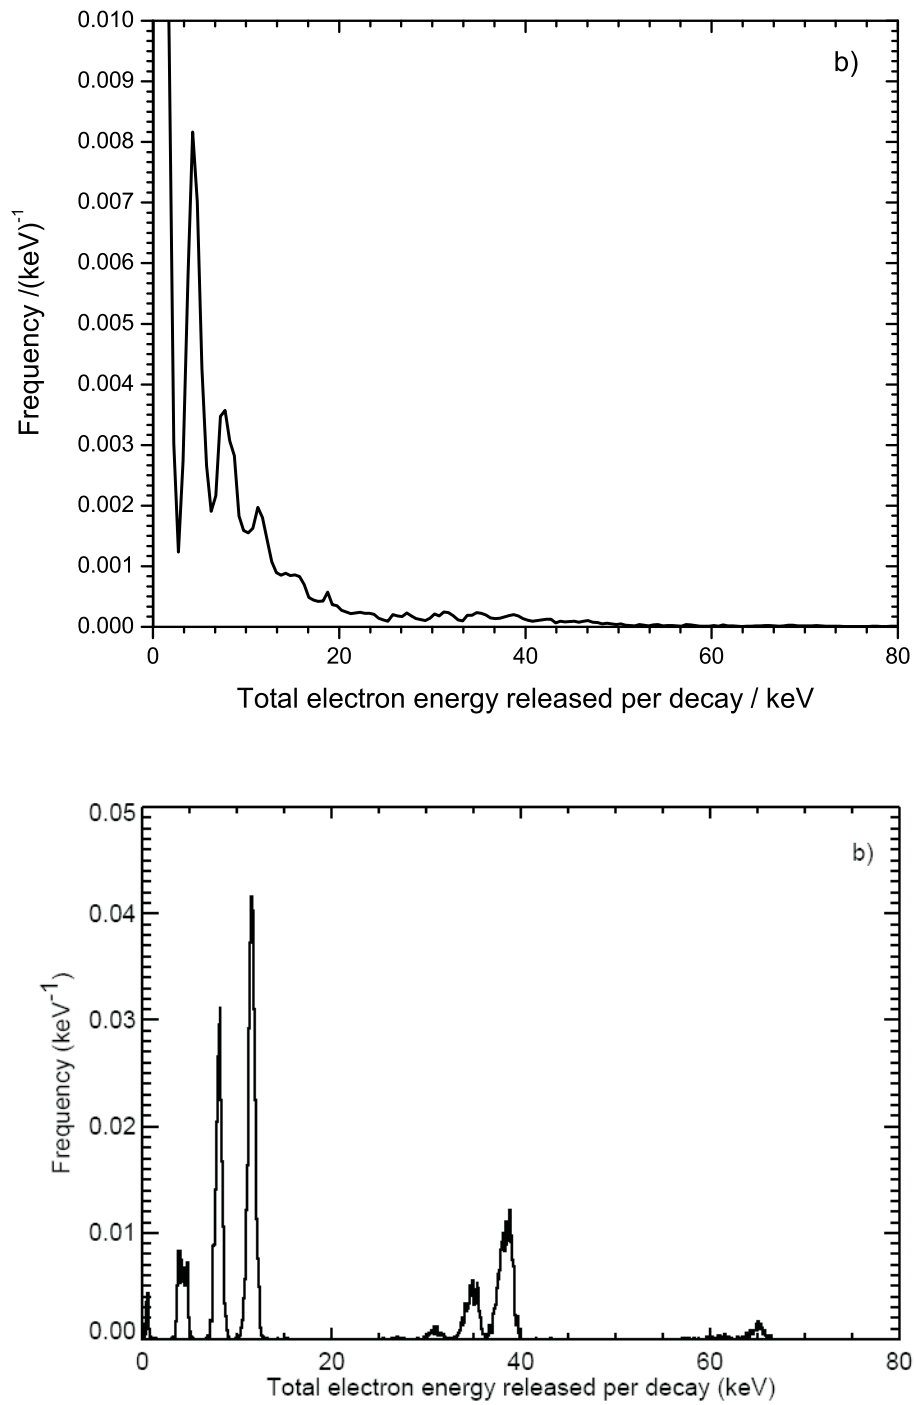 0.010
b)
0.009
0.008
0.007
0.006
0.005
0.004
0.003
0.002
0.001
0.000
Frequency /(keV)⁻¹
0 20 40 60 80
Total electron energy released per decay / keV
0.05
b)
0.04
0.03
0.02
0.01
0.00
Frequency (keV⁻¹)
0 20 40 60 80
Total electron energy released per decay (keV)